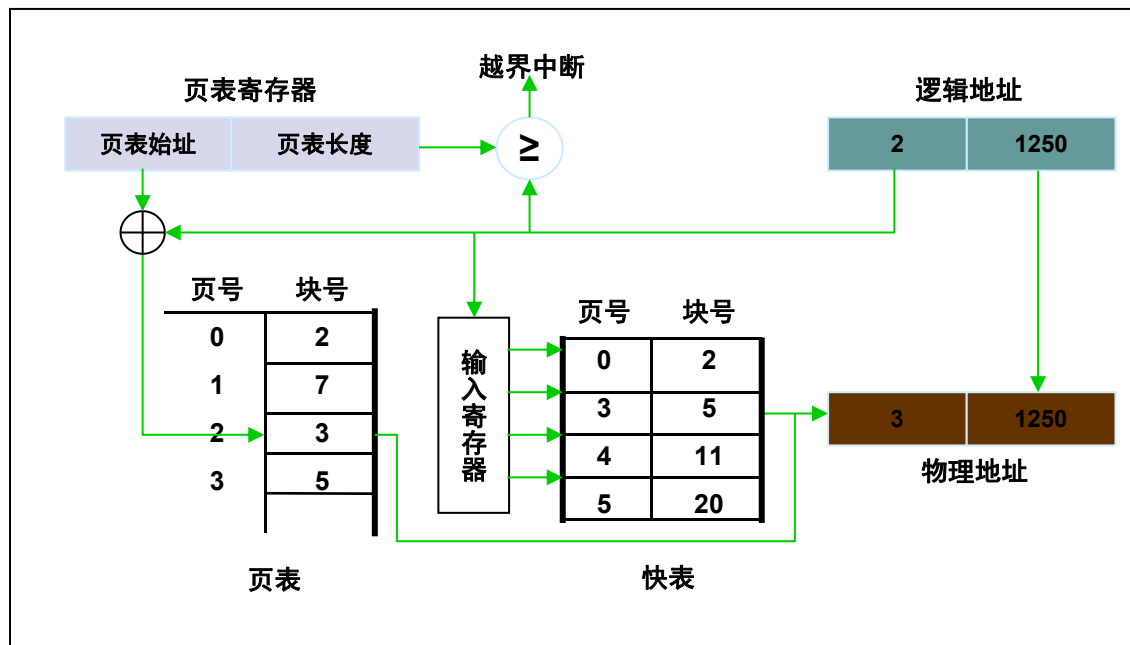 越界中断
页表寄存器
逻辑地址
页表始址 页表长度
≥
2 1250
页号 块号
0 2
1 7
2 3
3 5
页表
输入寄存器
页号 块号
0 2
3 5
4 11
5 20
快表
3 1250
物理地址